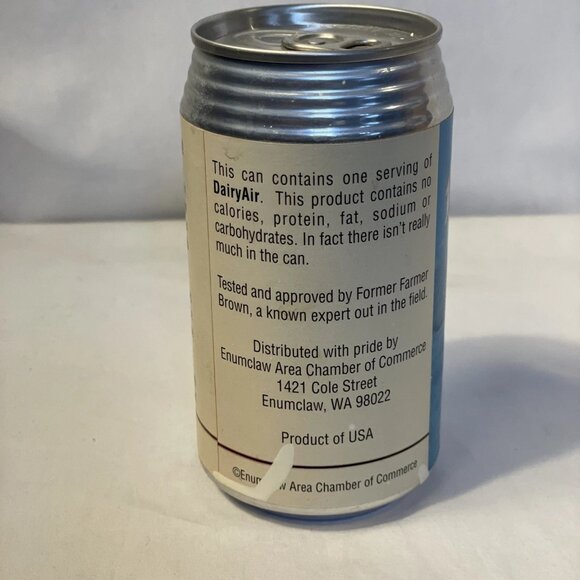 This can contains one serving of
DairyAir. This product contains no
calories, protein, fat, sodium or
carbohydrates. In fact there isn't really
much in the can.
Tested and approved by Former Farmer
Brown, a known expert out in the field.
Distributed with pride by
Enumclaw Area Chamber of Commerce
1421 Cole Street
Enumclaw, WA 98022
Product of USA
©Enumclaw Area Chamber of Commerce